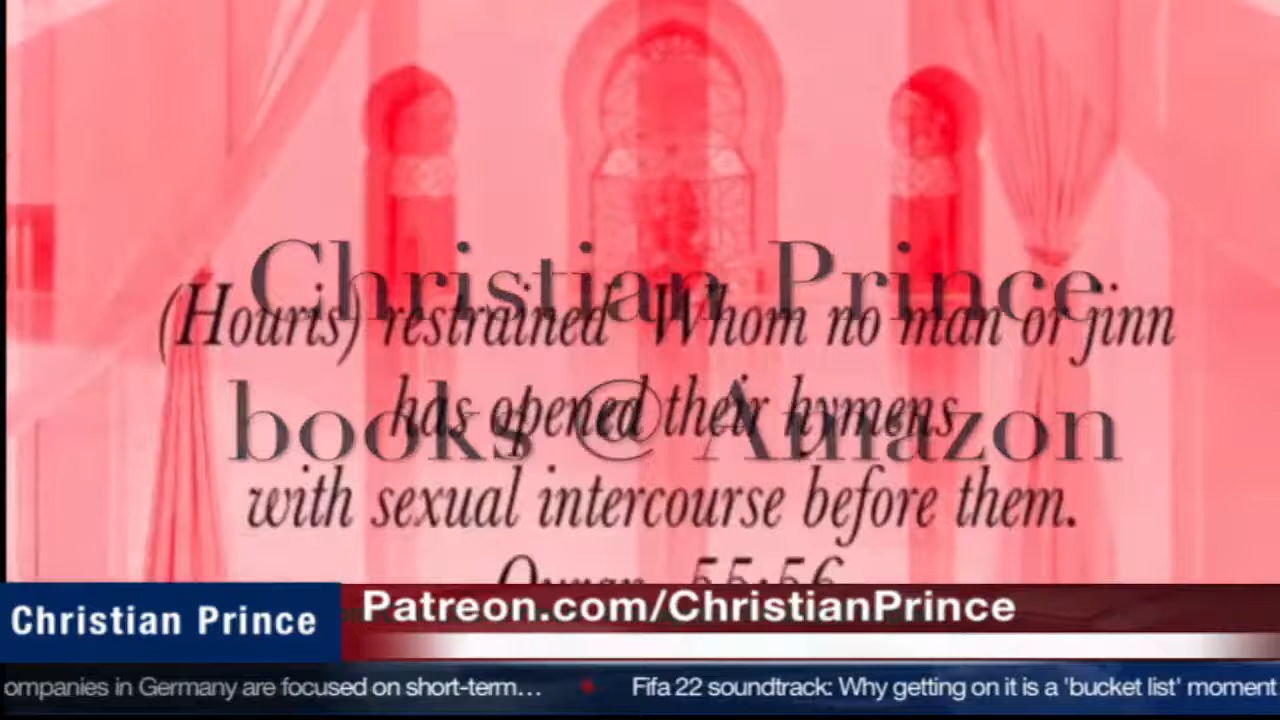 Christian Prince
(Houris) restrained Whom no man or jinn
has opened their hymens
books @ Amazon
with sexual intercourse before them.
55:56
Christian Prince
Patreon.com/ChristianPrince
ompanies in Germany are focused on short-term…
Fifa 22 soundtrack: Why getting on it is a 'bucket list' moment